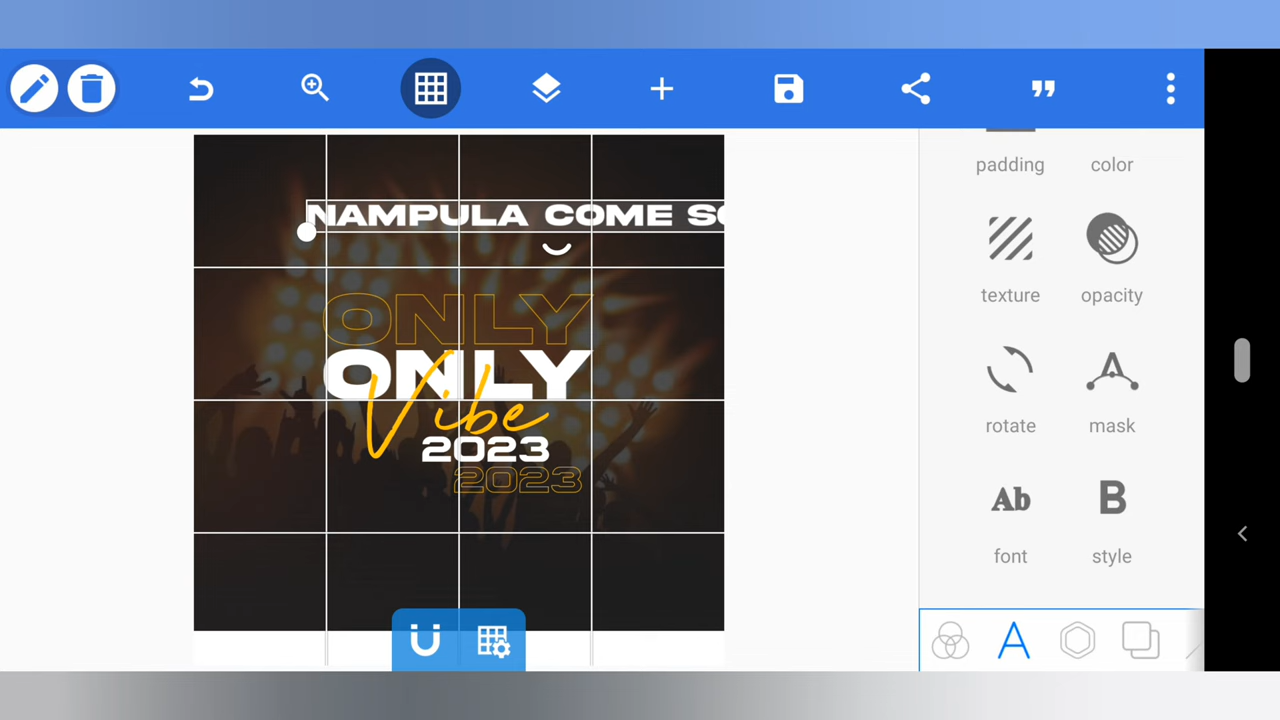 NAMPULA COME SO
ONLY
ONLY
Vibe
2023
2023
padding color
texture opacity
rotate mask
Ab B
font style